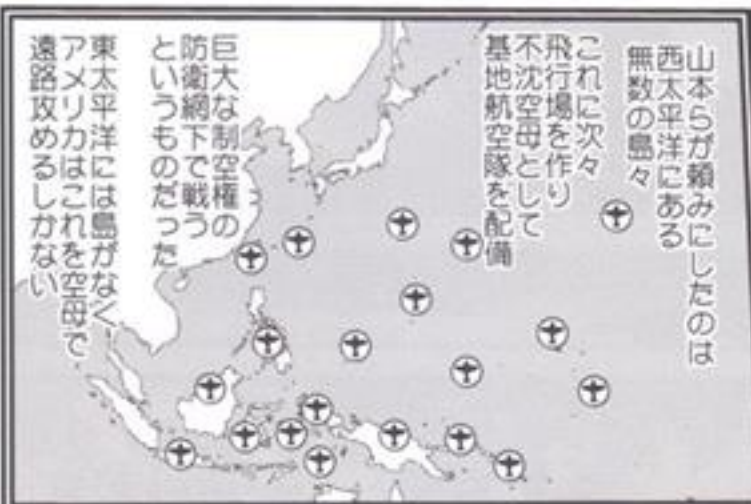 山本らが頼みにしたのは
西太平洋にある
無数の島々
これに次々
飛行場を作り
不沈空母として
基地航空隊を配備
巨大な制空権の
防衛網下で戦う
というものだった
東太平洋には島がなく
アメリカはこれを空母で
遠路攻めるしかない